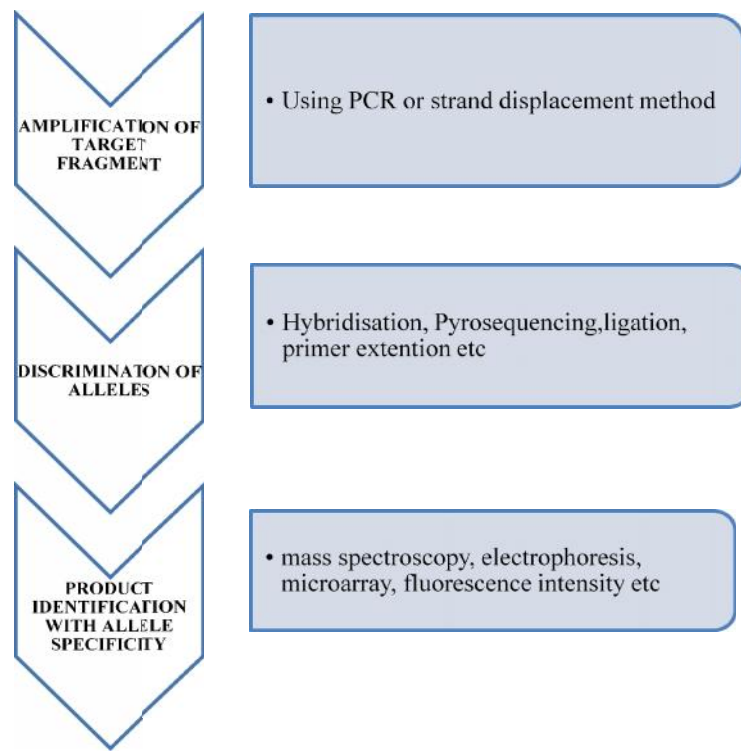 AMPLIFICATION OF
TARGET
FRAGMENT
• Using PCR or strand displacement method
DISCRIMINATION OF
ALLELES
• Hybridisation, Pyrosequencing,ligation,
primer extention etc
PRODUCT
IDENTIFICATION
WITH ALLELE
SPECIFICITY
• mass spectroscopy, electrophoresis,
microarray, fluorescence intensity etc